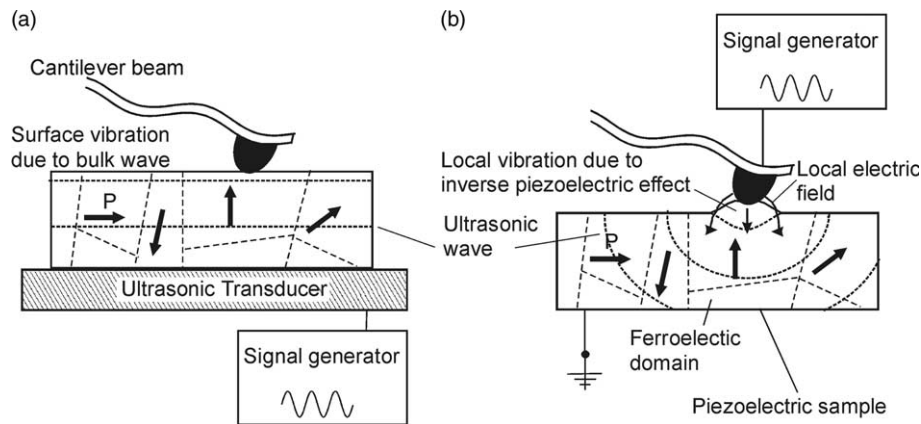 (a)
Cantilever beam
Surface vibration
due to bulk wave
P
Ultrasonic
wave
Ultrasonic Transducer
Signal generator
(b)
Signal generator
Local vibration due to
inverse piezoelectric effect
Local electric
field
P
Ferroelectic
domain
Piezoelectric sample